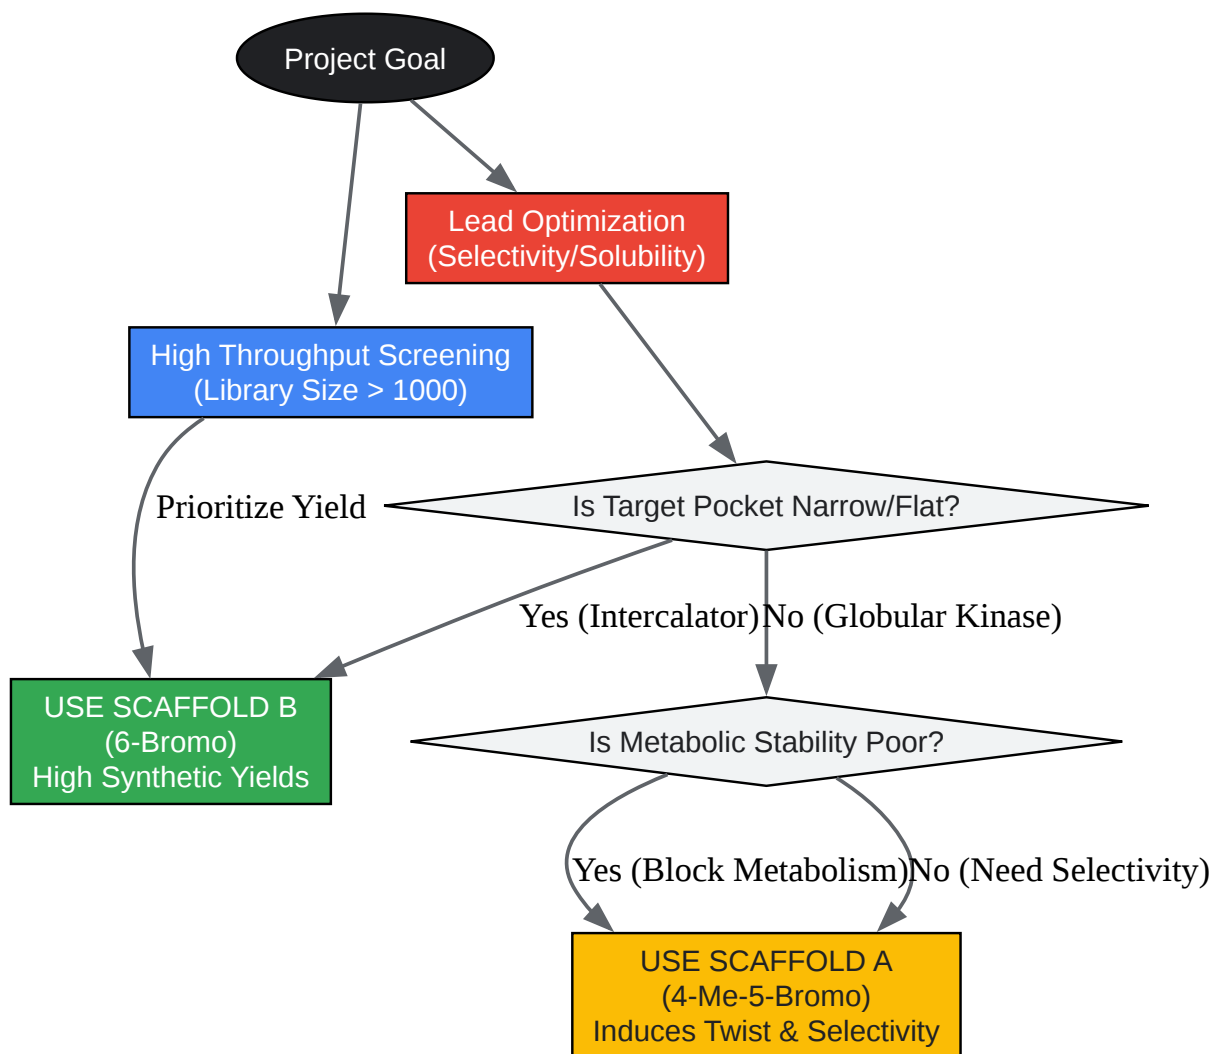 Project Goal
Lead Optimization
(Selectivity/Solubility)
High Throughput Screening
(Library Size > 1000)
Prioritize Yield
Is Target Pocket Narrow/Flat?
Yes (Intercalator)
No (Globular Kinase)
USE SCAFFOLD B
(6-Bromo)
High Synthetic Yields
Is Metabolic Stability Poor?
Yes (Block Metabolism)
No (Need Selectivity)
USE SCAFFOLD A
(4-Me-5-Bromo)
Induces Twist & Selectivity